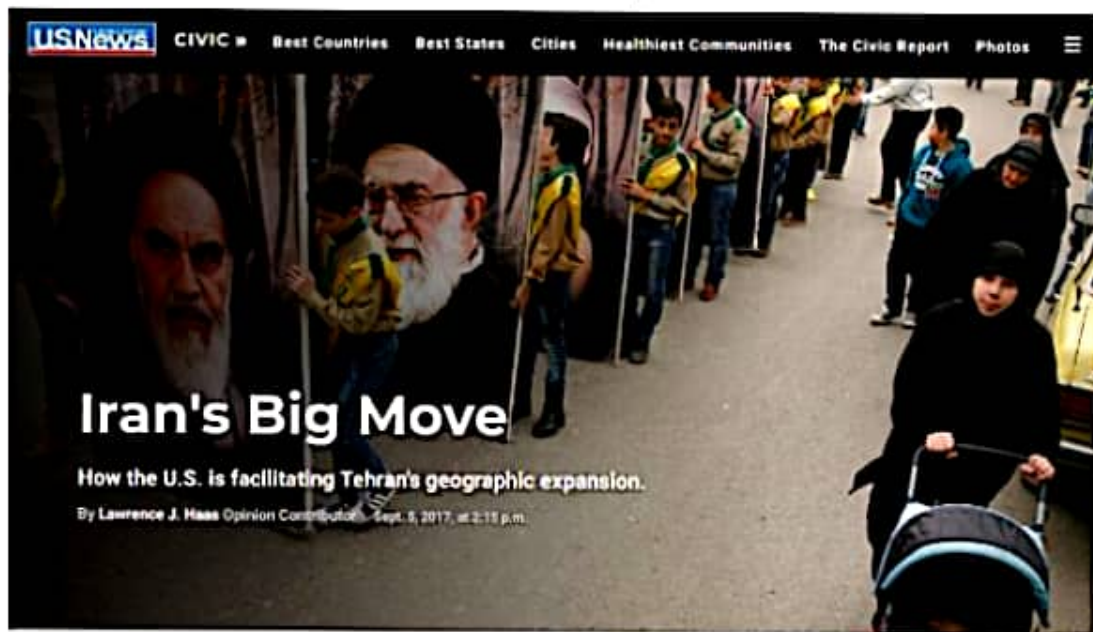 U.S.News CIVIC » Best Countries Best States Cities Healthiest Communities The Civic Report Photos
Iran's Big Move
How the U.S. is facilitating Tehran's geographic expansion.
By Lawrence J. Haas Opinion Contributor Sept. 5, 2017, at 2:15 p.m.